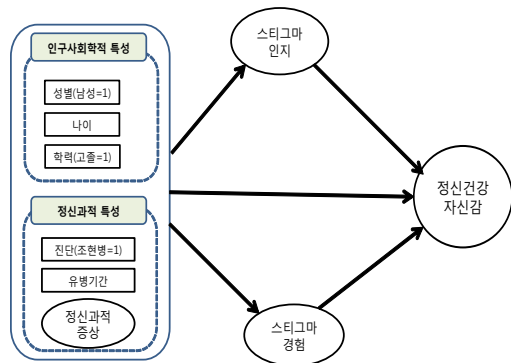 인구사회학적 특성
성별(남성=1)
나이
학력(고졸=1)
정신과적 특성
진단(조현병=1)
유병기간
정신과적
증상
스티그마
인지
스티그마
경험
정신건강
자신감